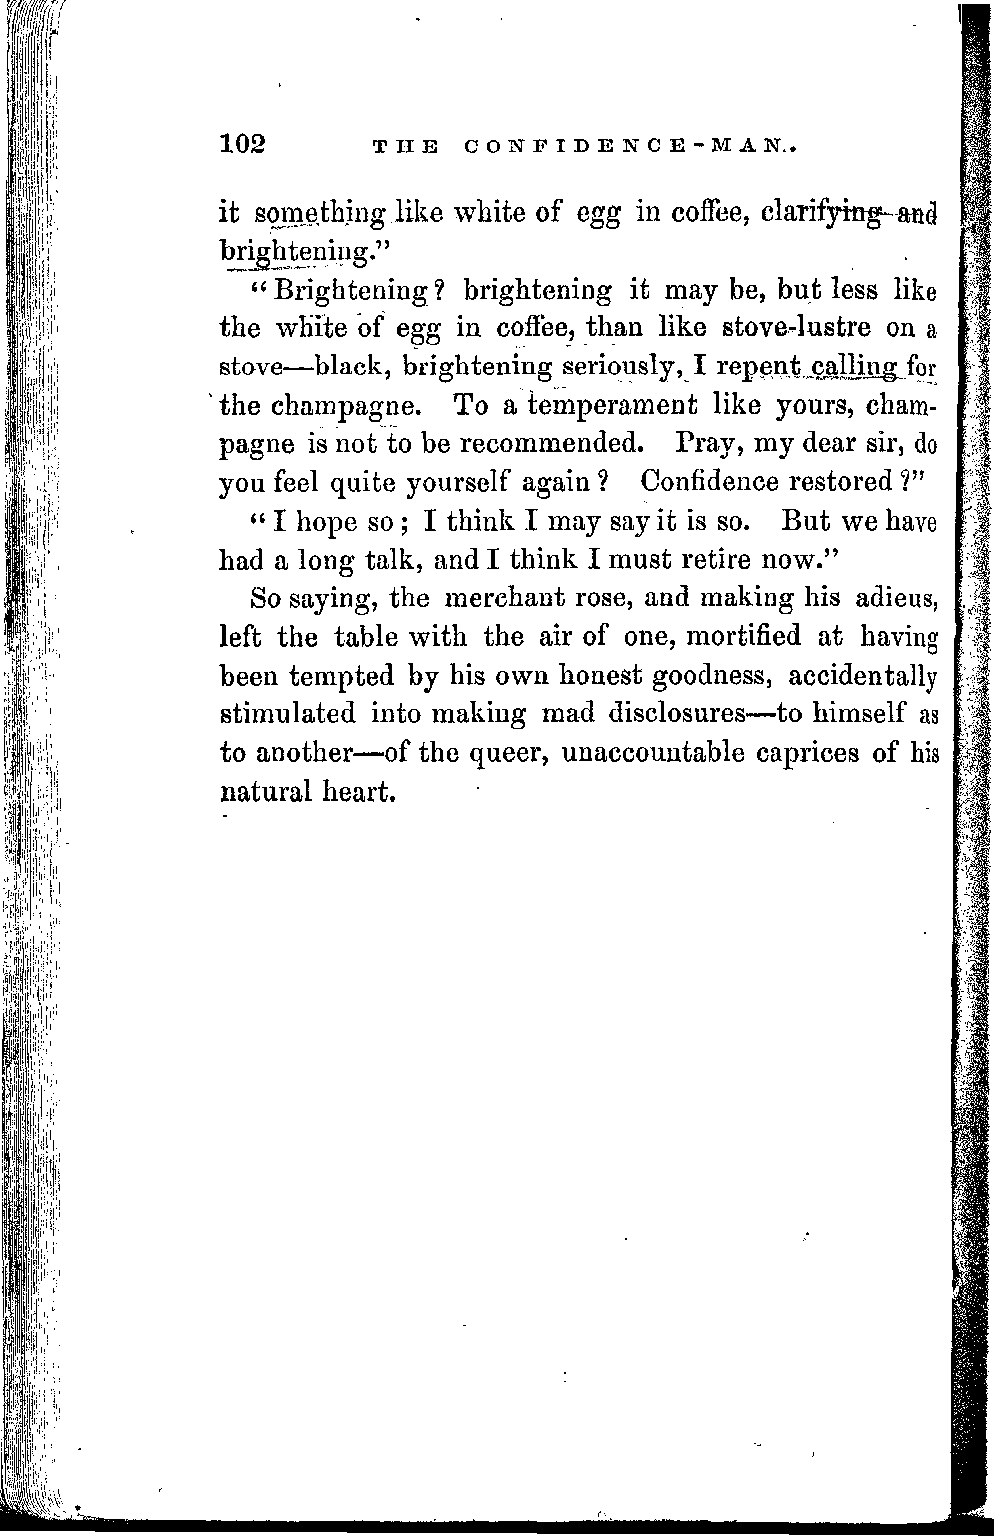 102 THE CONFIDENCE-MAN.
it something like white of egg in coffee, clarifying and
brightening."
"Brightening? brightening it may be, but less like
the white of egg in coffee, than like stove-lustre on a
stove—black, brightening seriously, I repent calling for
the champagne. To a temperament like yours, cham-
pagne is not to be recommended. Pray, my dear sir, do
you feel quite yourself again? Confidence restored?"
"I hope so; I think I may say it is so. But we have
had a long talk, and I think I must retire now."
So saying, the merchant rose, and making his adieus,
left the table with the air of one, mortified at having
been tempted by his own honest goodness, accidentally
stimulated into making mad disclosures—to himself as
to another—of the queer, unaccountable caprices of his
natural heart.